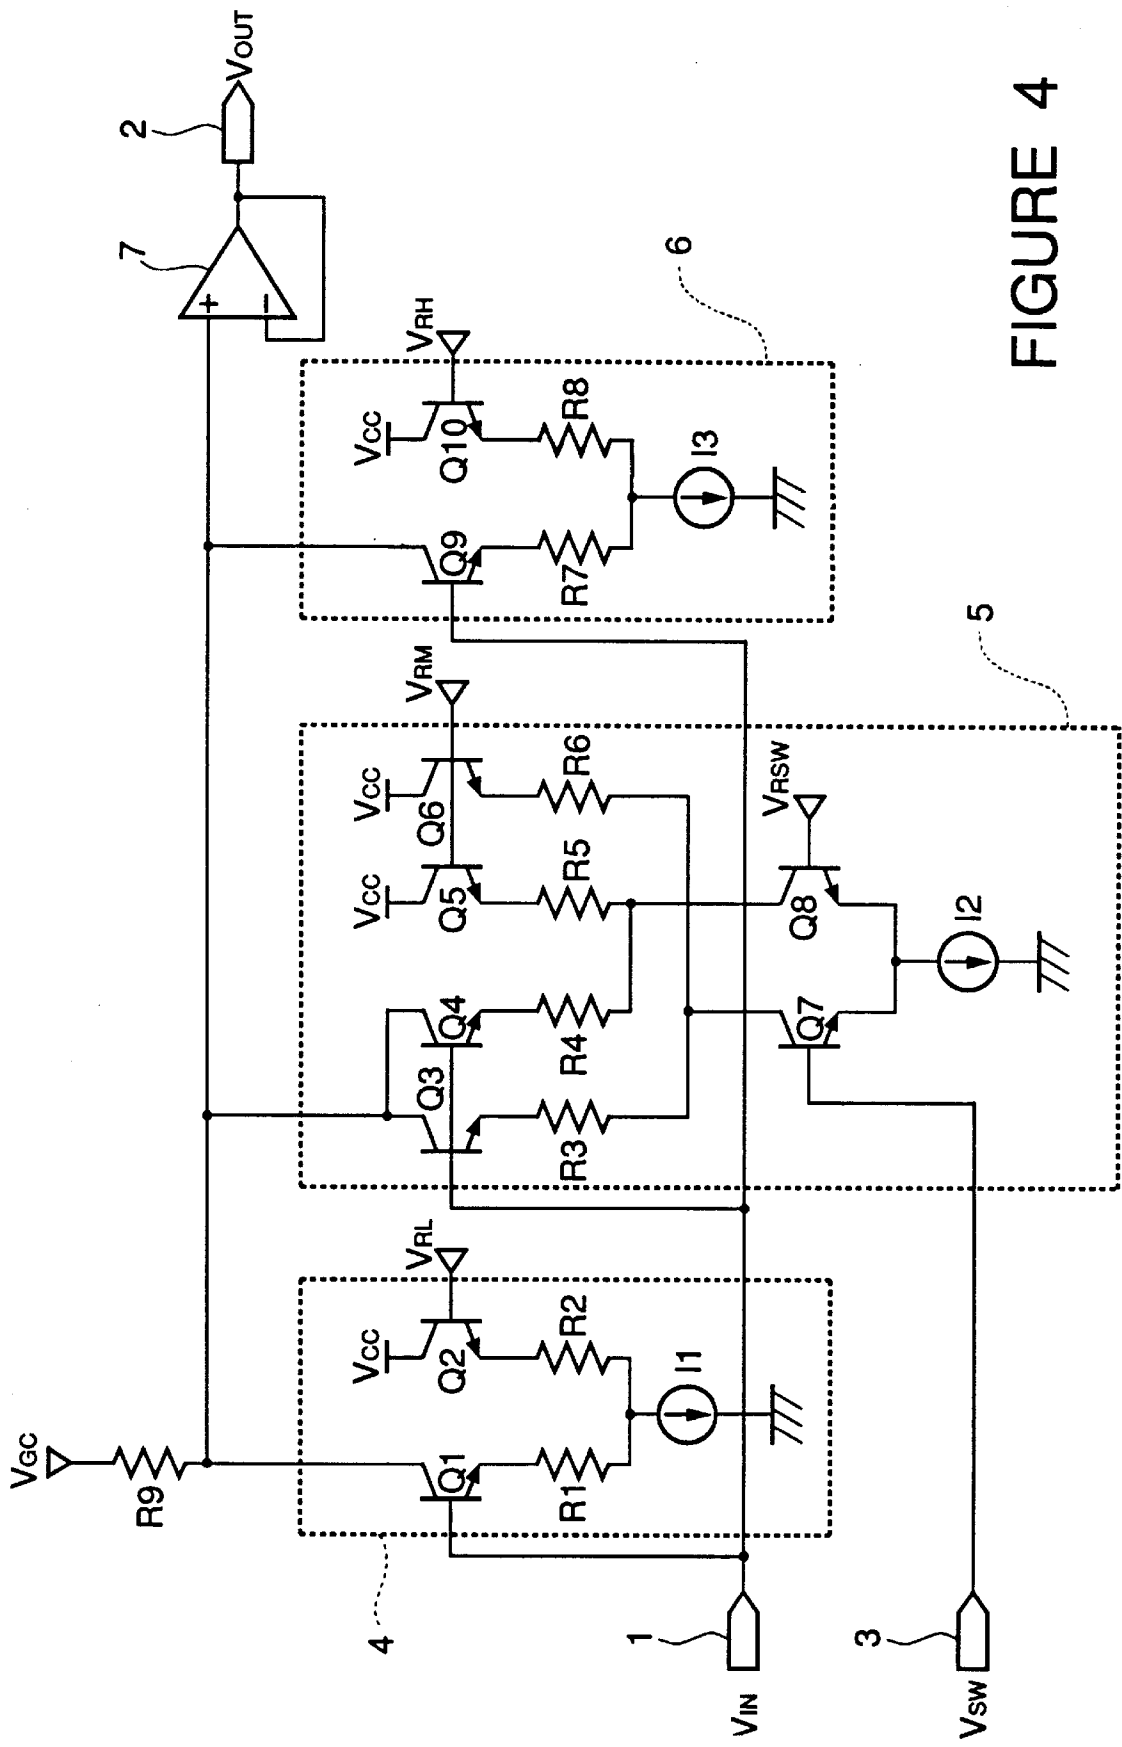 VGC
R9
7
+
−
2
VOUT
4
VCC
VRL
Q1
Q2
R1
R2
I1
VCC
VCC
VRM
Q3
Q4
Q5
Q6
R3
R4
R5
R6
Q7
Q8
VRSW
I2
5
VCC
VRH
Q9
Q10
R7
R8
I3
6
1
VIN
3
VSW
FIGURE 4